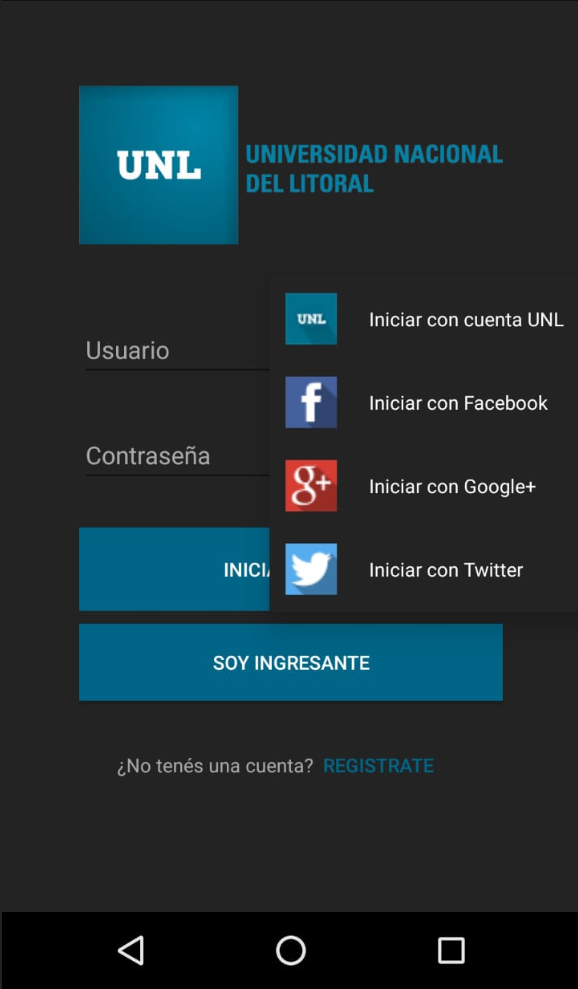 UNL
UNIVERSIDAD NACIONAL
DEL LITORAL
UNL
Iniciar con cuenta UNL
Usuario
f
Iniciar con Facebook
Contraseña
g+
Iniciar con Google+
INICI
Iniciar con Twitter
SOY INGRESANTE
¿No tenés una cuenta? REGISTRATE